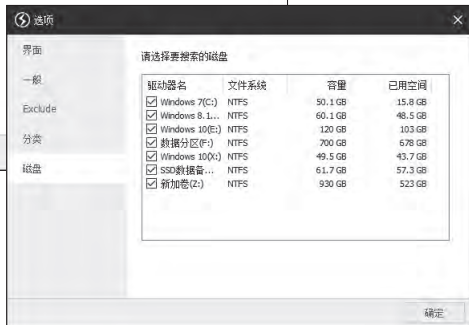 选项
界面
一般
Exclude
分类
磁盘
请选择要搜索的磁盘
驱动器名 文件系统 容量 已用空间
Windows 7(C:) NTFS 50.1 GB 15.8 GB
Windows 8.1... NTFS 60.1 GB 48.5 GB
Windows 10(E:) NTFS 120 GB 103 GB
数据分区(F:) NTFS 700 GB 678 GB
Windows 10(X:) NTFS 49.5 GB 43.7 GB
SSD数据备... NTFS 61.7 GB 57.3 GB
新加卷(Z:) NTFS 930 GB 523 GB
确定